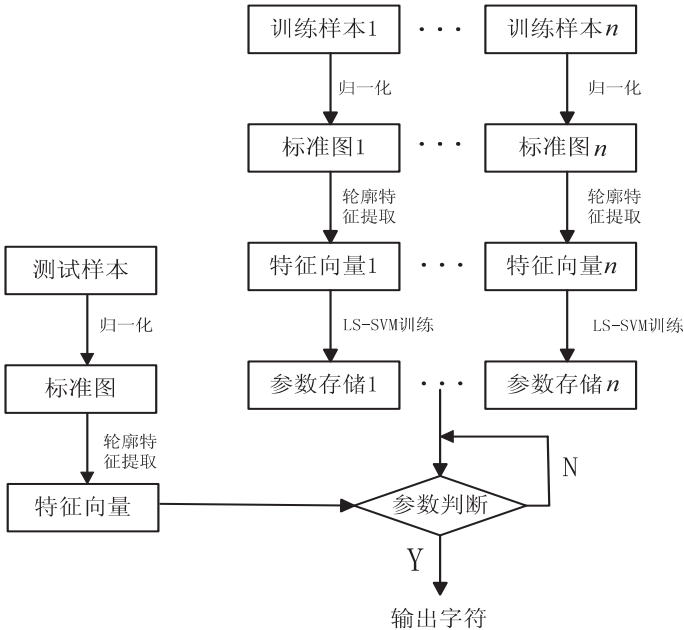 训练样本1 ··· 训练样本n
归一化 归一化
标准图1 ··· 标准图n
轮廓特
征提取
轮廓特
征提取
特征向量1 ··· 特征向量n
测试样本
归一化
LS-SVM训练 LS-SVM训练
标准图
参数存储1 ··· 参数存储n
轮廓特
征提取
特征向量
参数判断
N
Y
输出字符